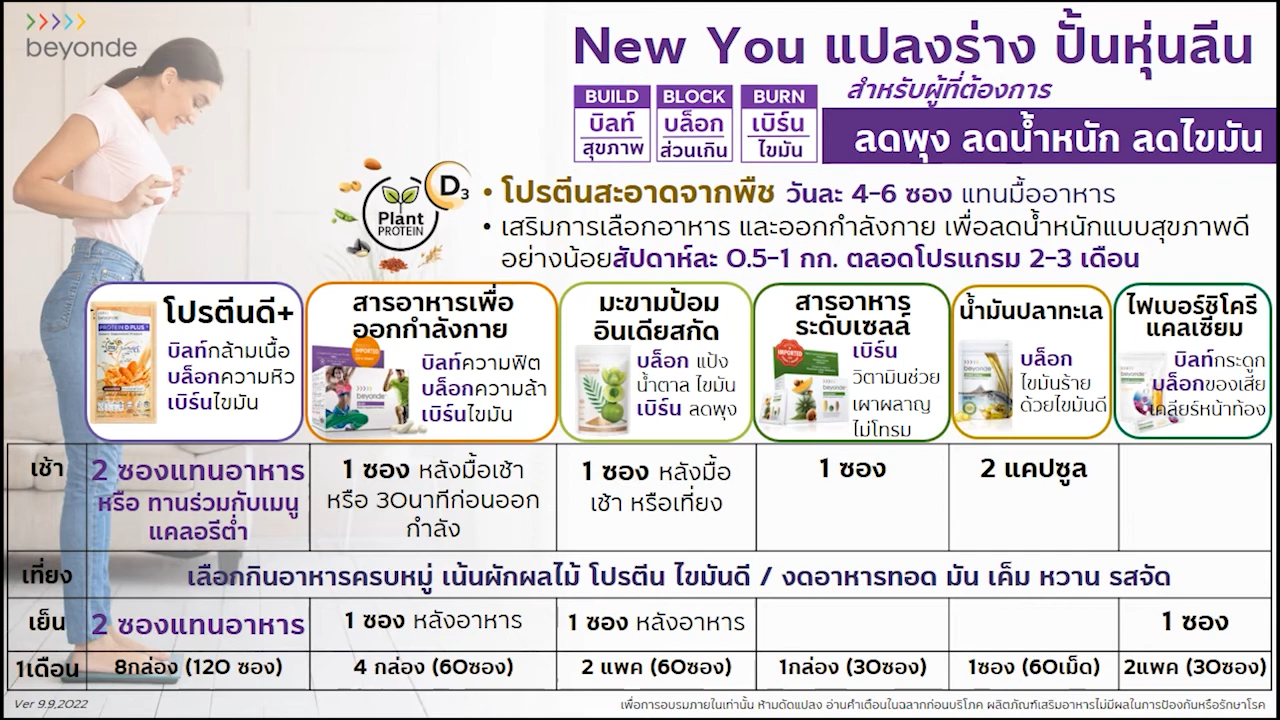 beyonde
New You แปลงร่าง ปั้นหุ่นลีน
สำหรับผู้ที่ต้องการ
BUILD
บิลท์
สุขภาพ
BLOCK
บล็อก
ส่วนเกิน
BURN
เบิร์น
ไขมัน
ลดพุง ลดน้ำหนัก ลดไขมัน
Plant
PROTEIN
D3
• โปรตีนสะอาดจากพืช วันละ 4-6 ซอง แทนมื้ออาหาร
• เสริมการเลือกอาหาร และออกกำลังกาย เพื่อลดน้ำหนักแบบสุขภาพดี
อย่างน้อยสัปดาห์ละ 0.5-1 กก. ตลอดโปรแกรม 2-3 เดือน
โปรตีนดี+
บิลท์กล้ามเนื้อ
บล็อกความหิว
เบิร์นไขมัน
PROTEIN D PLUS
สารอาหารเพื่อ
ออกกำลังกาย
บิลท์ความฟิต
บล็อกความล้า
เบิร์นไขมัน
IMPORTED
beyonde
มะขามป้อม
อินเดียสกัด
บล็อก แป้ง
น้ำตาล ไขมัน
เบิร์น ลดพุง
สารอาหาร
ระดับเซลล์
เบิร์น
วิตามินช่วย
เผาผลาญ
ไม่โทรม
IMPORTED
beyonde
น้ำมันปลาทะเล
บล็อก
ไขมันร้าย
ด้วยไขมันดี
beyonde
ไฟเบอร์ชิโครี
แคลเซียม
บิลท์กระดูก
บล็อกของเสีย
เคลียร์หน้าท้อง
เช้า
2 ซองแทนอาหาร
หรือ ทานร่วมกับเมนู
แคลอรีต่ำ
1 ซอง หลังมื้อเช้า
หรือ 30นาทีก่อนออก
กำลัง
1 ซอง หลังมื้อ
เช้า หรือเที่ยง
1 ซอง
2 แคปซูล
เที่ยง
เลือกกินอาหารครบหมู่ เน้นผักผลไม้ โปรตีน ไขมันดี / งดอาหารทอด มัน เค็ม หวาน รสจัด
เย็น
2 ซองแทนอาหาร
1 ซอง หลังอาหาร
1 ซอง หลังอาหาร
1 ซอง
1เดือน
8กล่อง (120 ซอง)
4 กล่อง (60ซอง)
2 แพค (60ซอง)
1กล่อง (30ซอง)
1ซอง (60เม็ด)
2แพค (30ซอง)
Ver 9.9.2022
เพื่อการอบรมภายในเท่านั้น ห้ามดัดแปลง อ่านคำเตือนในฉลากก่อนบริโภค ผลิตภัณฑ์เสริมอาหารไม่มีผลในการป้องกันหรือรักษาโรค